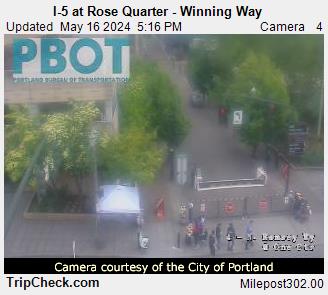 I-5 at Rose Quarter - Winning Way
Updated May 16 2024 5:16 PM Camera 4
PBOT
PORTLAND BUREAU OF TRANSPORTATION
Camera courtesy of the City of Portland
TripCheck.com Milepost302.00